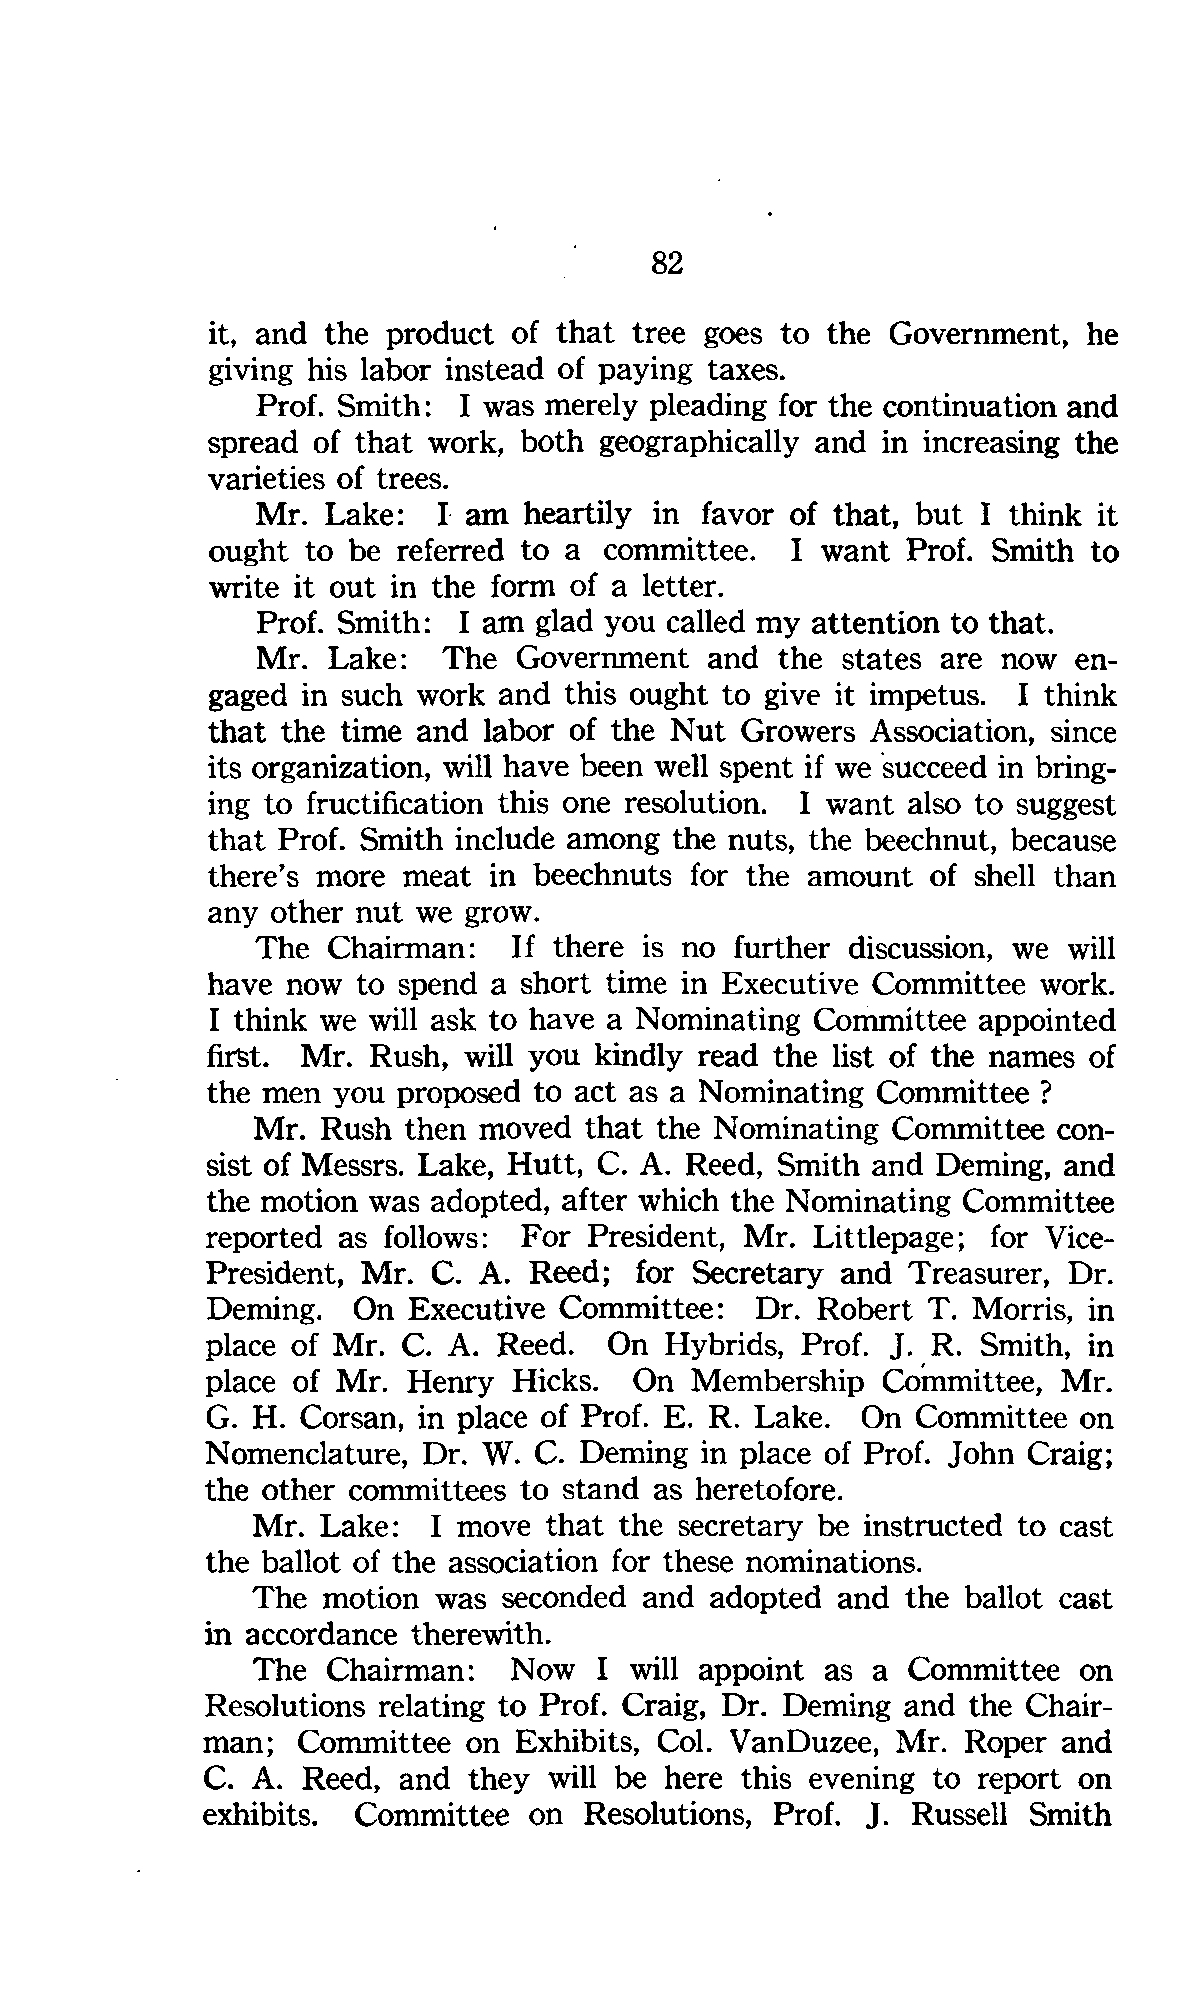 82
it, and the product of that tree goes to the Government, he
giving his labor instead of paying taxes.
Prof. Smith: I was merely pleading for the continuation and
spread of that work, both geographically and in increasing the
varieties of trees.
Mr. Lake: I am heartily in favor of that, but I think it
ought to be referred to a committee. I want Prof. Smith to
write it out in the form of a letter.
Prof. Smith: I am glad you called my attention to that.
Mr. Lake: The Government and the states are now en-
gaged in such work and this ought to give it impetus. I think
that the time and labor of the Nut Growers Association, since
its organization, will have been well spent if we succeed in bring-
ing to fructification this one resolution. I want also to suggest
that Prof. Smith include among the nuts, the beechnut, because
there's more meat in beechnuts for the amount of shell than
any other nut we grow.
The Chairman: If there is no further discussion, we will
have now to spend a short time in Executive Committee work.
I think we will ask to have a Nominating Committee appointed
first. Mr. Rush, will you kindly read the list of the names of
the men you proposed to act as a Nominating Committee ?
Mr. Rush then moved that the Nominating Committee con-
sist of Messrs. Lake, Hutt, C. A. Reed, Smith and Deming, and
the motion was adopted, after which the Nominating Committee
reported as follows: For President, Mr. Littlepage; for Vice-
President, Mr. C. A. Reed; for Secretary and Treasurer, Dr.
Deming. On Executive Committee: Dr. Robert T. Morris, in
place of Mr. C. A. Reed. On Hybrids, Prof. J. R. Smith, in
place of Mr. Henry Hicks. On Membership Committee, Mr.
G. H. Corsan, in place of Prof. E. R. Lake. On Committee on
Nomenclature, Dr. W. C. Deming in place of Prof. John Craig;
the other committees to stand as heretofore.
Mr. Lake: I move that the secretary be instructed to cast
the ballot of the association for these nominations.
The motion was seconded and adopted and the ballot cast
in accordance therewith.
The Chairman: Now I will appoint as a Committee on
Resolutions relating to Prof. Craig, Dr. Deming and the Chair-
man; Committee on Exhibits, Col. VanDuzee, Mr. Roper and
C. A. Reed, and they will be here this evening to report on
exhibits. Committee on Resolutions, Prof. J. Russell Smith